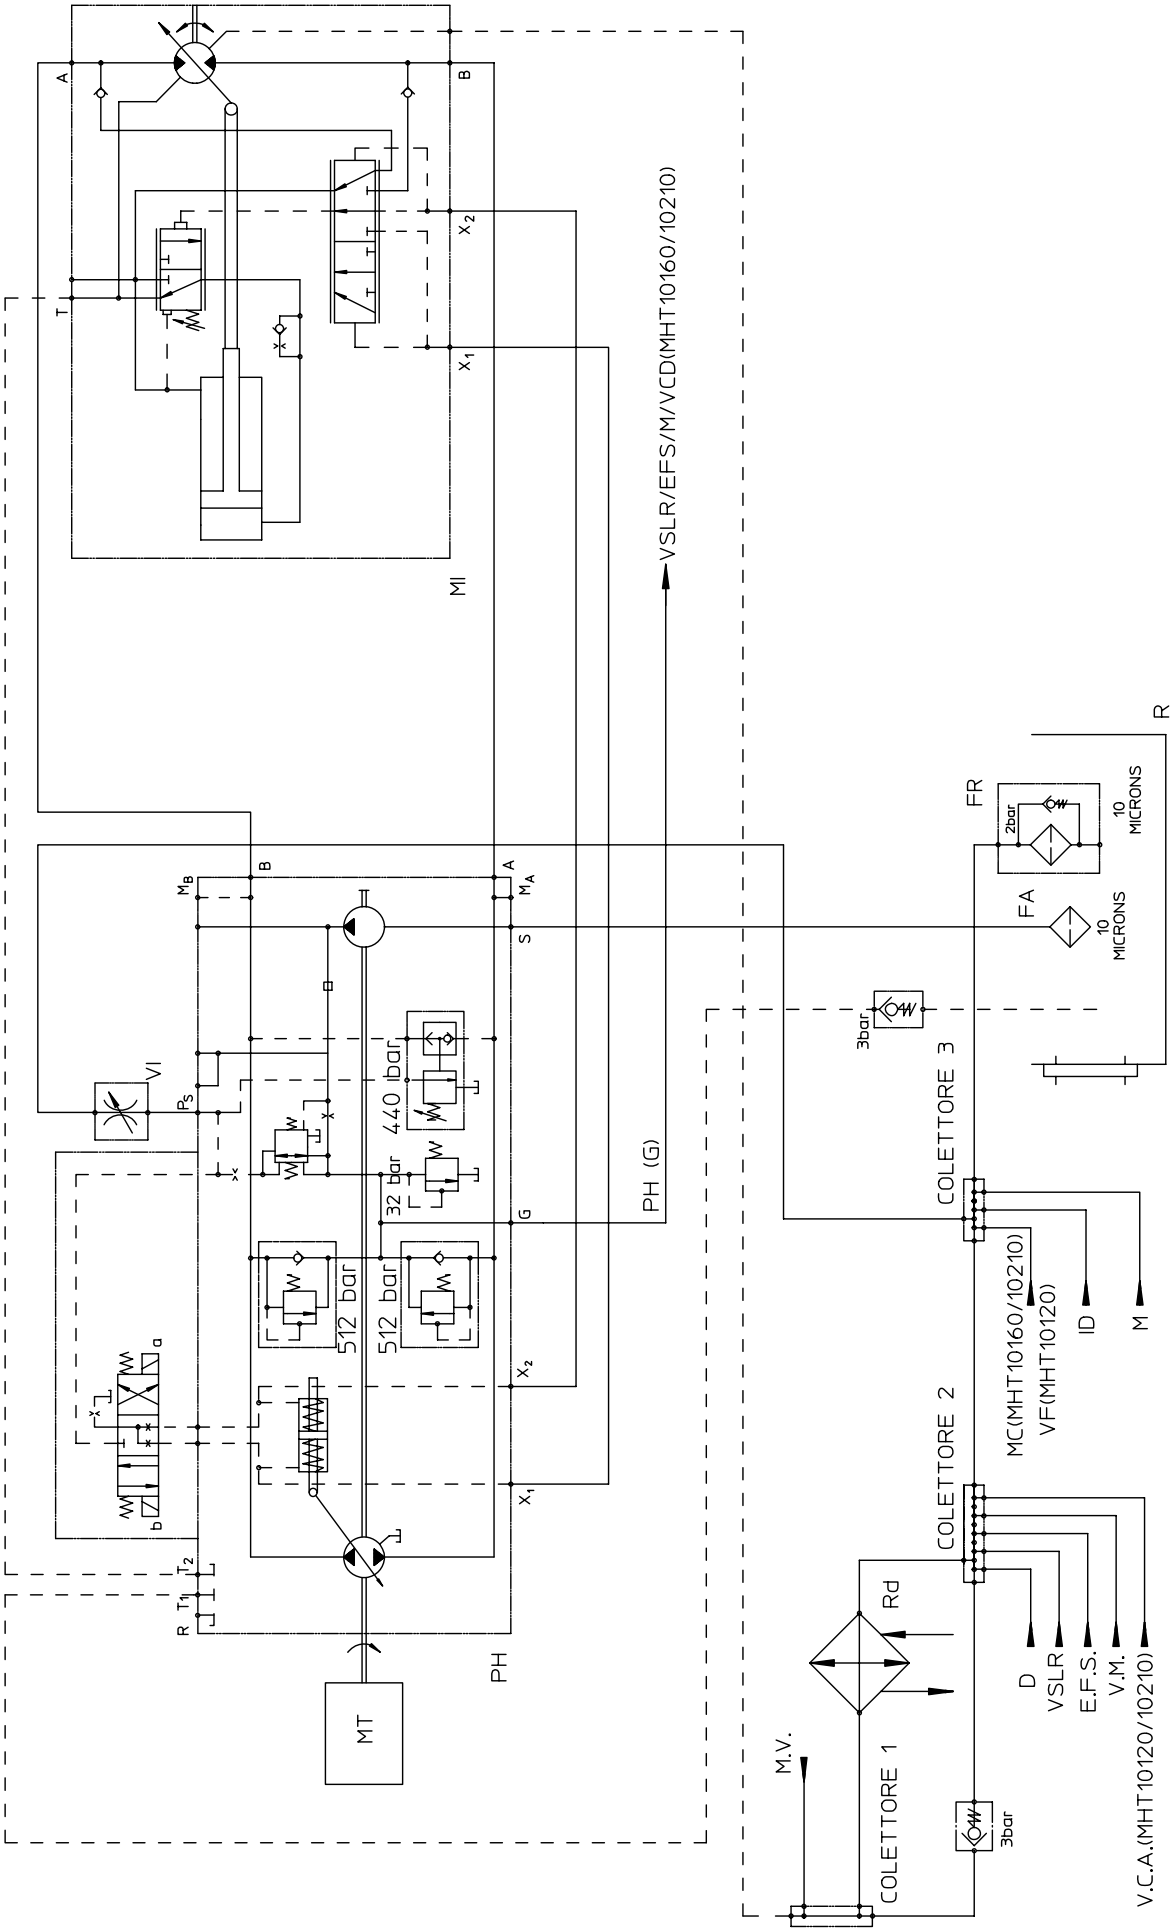 A
B
T
X2
X1
MI
VSLR/EFS/M/VCD(MHT10160/10210)
VI
PS
MB
B
A
MA
S
440 bar
32 bar
512 bar
512 bar
G
PH (G)
X2
X1
a
b
T2
T1
R
PH
MT
R
FR
2bar
10
MICRONS
FA
10
MICRONS
3bar
COLETTORE 3
MC(MHT10160/10210)
VF(MHT10120)
ID
M
COLETTORE 2
Rd
D
VSLR
E.F.S.
V.M.
V.C.A.(MHT10120/10210)
M.V.
COLETTORE 1
3bar